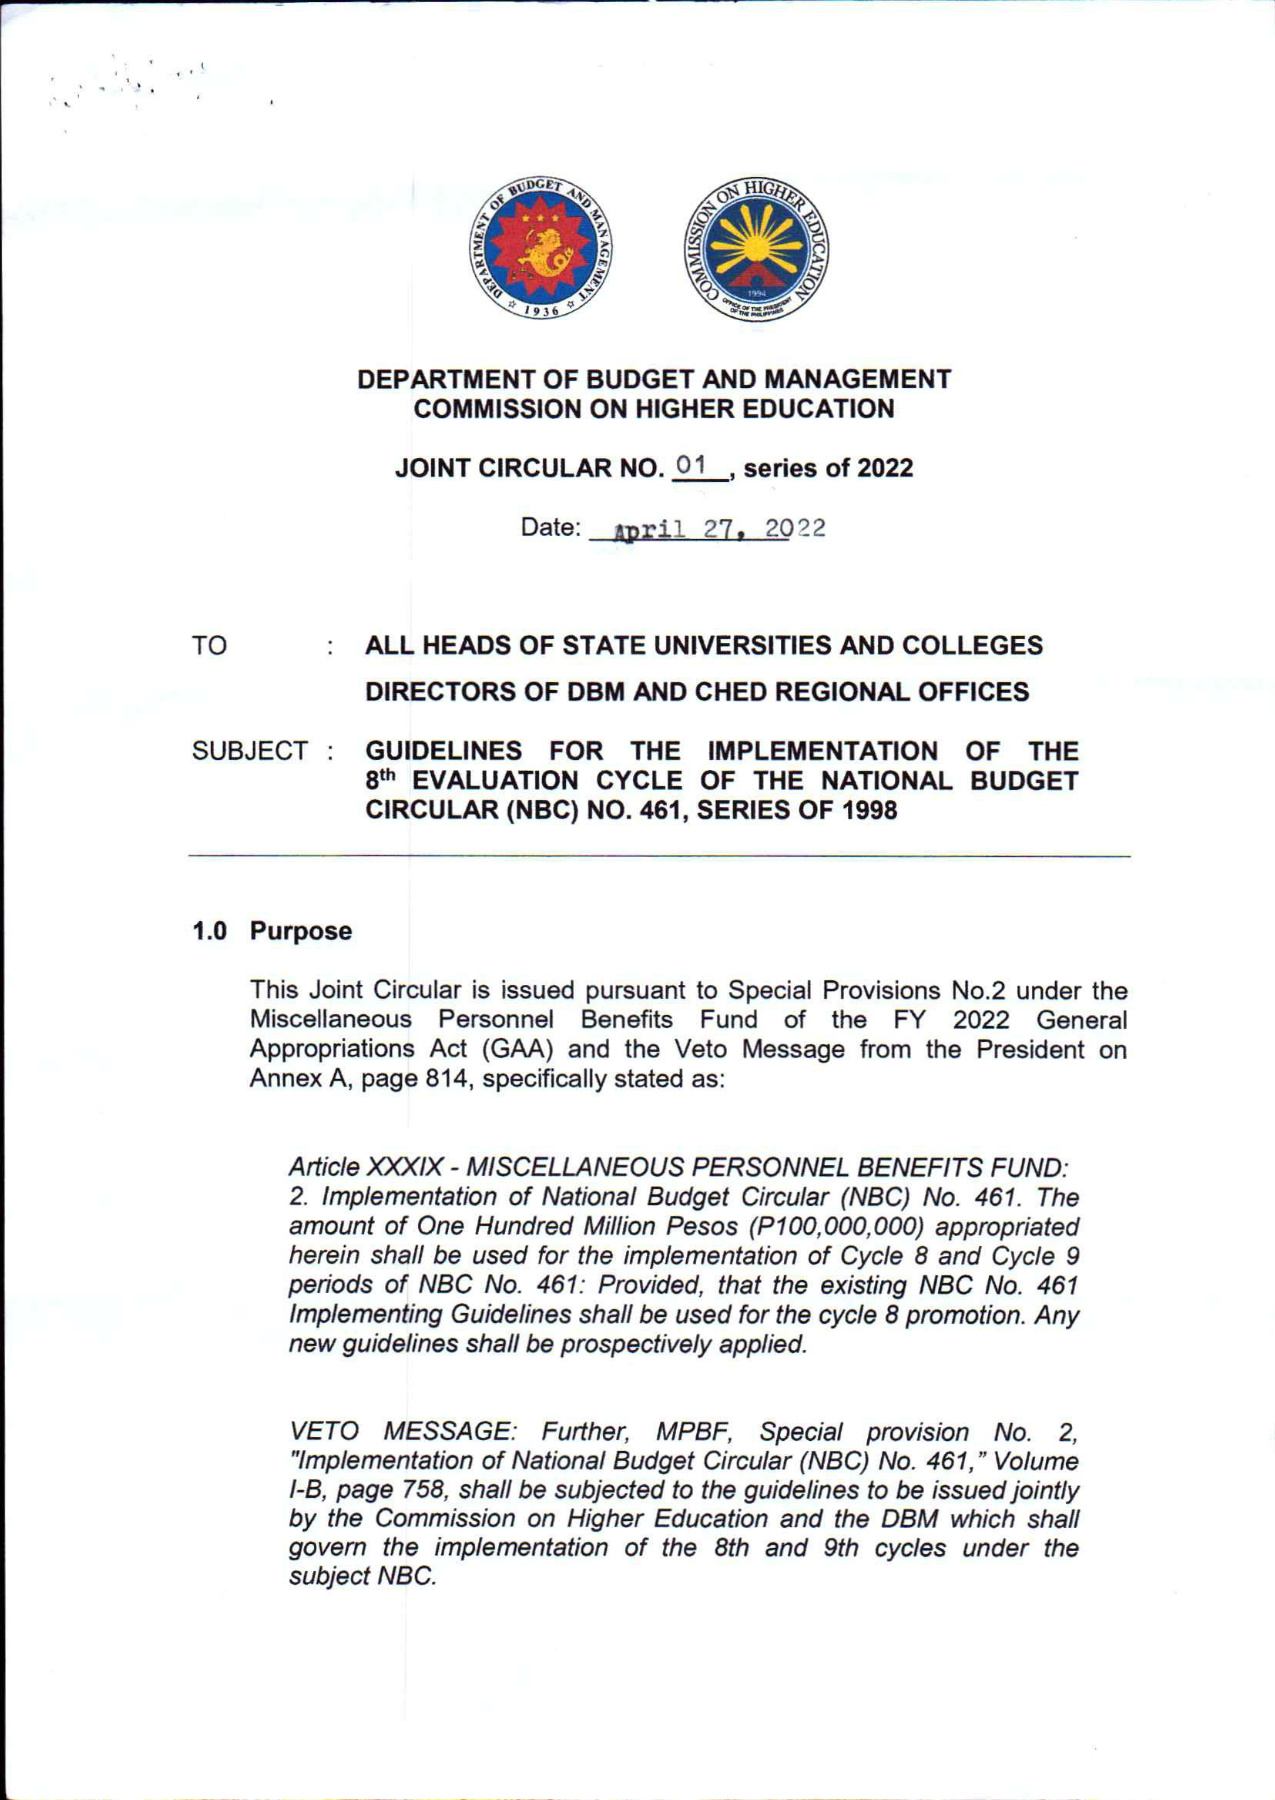 DEPARTMENT OF BUDGET AND MANAGEMENT
1936
COMMISSION ON HIGHER EDUCATION
1994
OFFICE OF THE PRESIDENT
OF THE PHILIPPINES
DEPARTMENT OF BUDGET AND MANAGEMENT
COMMISSION ON HIGHER EDUCATION
JOINT CIRCULAR NO. 01 , series of 2022
Date: April 27, 2022
TO : ALL HEADS OF STATE UNIVERSITIES AND COLLEGES
DIRECTORS OF DBM AND CHED REGIONAL OFFICES
SUBJECT : GUIDELINES FOR THE IMPLEMENTATION OF THE
8th EVALUATION CYCLE OF THE NATIONAL BUDGET
CIRCULAR (NBC) NO. 461, SERIES OF 1998
1.0 Purpose
This Joint Circular is issued pursuant to Special Provisions No.2 under the
Miscellaneous Personnel Benefits Fund of the FY 2022 General
Appropriations Act (GAA) and the Veto Message from the President on
Annex A, page 814, specifically stated as:
Article XXXIX - MISCELLANEOUS PERSONNEL BENEFITS FUND:
2. Implementation of National Budget Circular (NBC) No. 461. The
amount of One Hundred Million Pesos (P100,000,000) appropriated
herein shall be used for the implementation of Cycle 8 and Cycle 9
periods of NBC No. 461: Provided, that the existing NBC No. 461
Implementing Guidelines shall be used for the cycle 8 promotion. Any
new guidelines shall be prospectively applied.
VETO MESSAGE: Further, MPBF, Special provision No. 2,
"Implementation of National Budget Circular (NBC) No. 461,” Volume
I-B, page 758, shall be subjected to the guidelines to be issued jointly
by the Commission on Higher Education and the DBM which shall
govern the implementation of the 8th and 9th cycles under the
subject NBC.